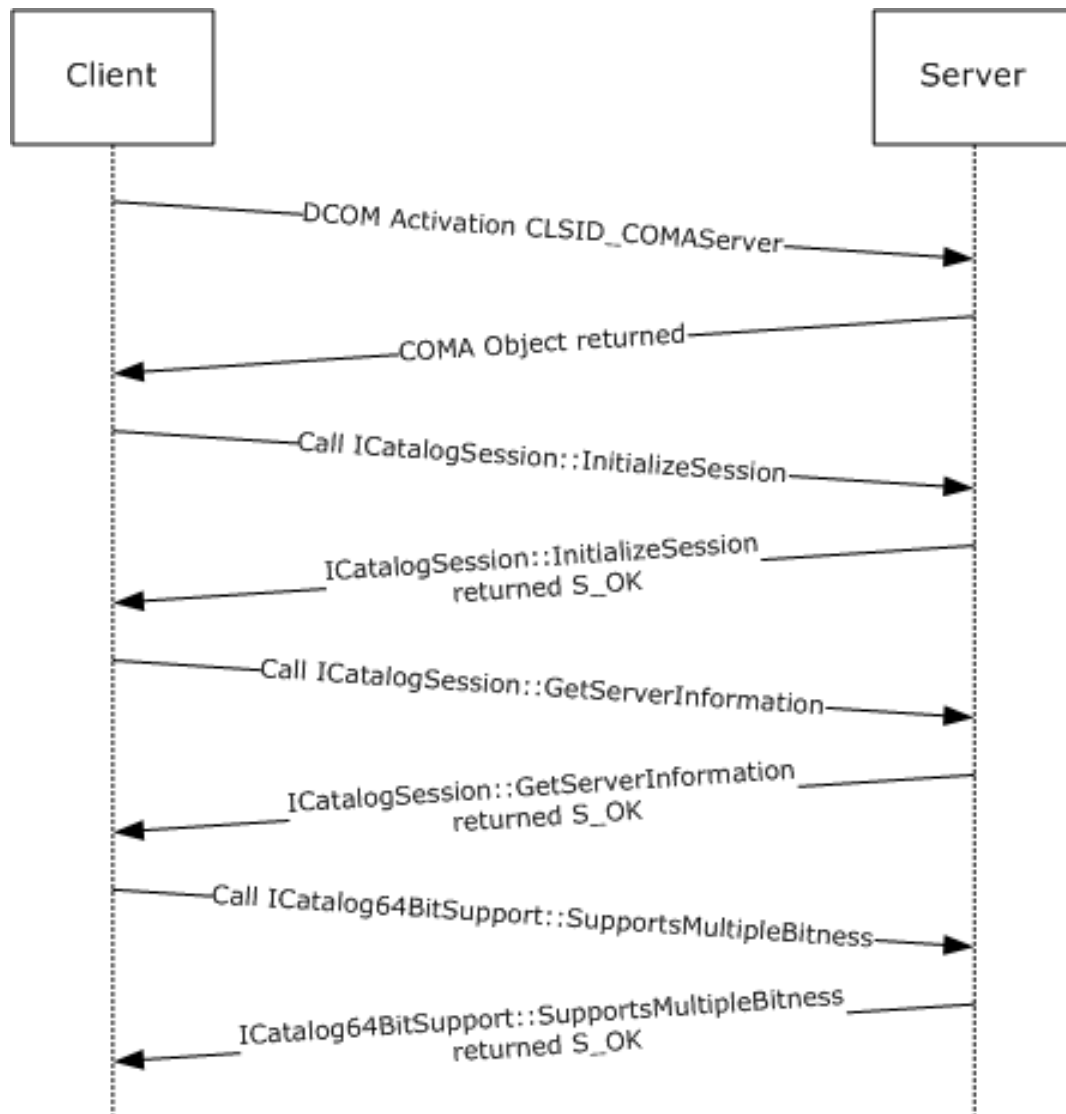 Client
Server
DCOM Activation CLSID_COMAServer
COMA Object returned
Call ICatalogSession::InitializeSession
ICatalogSession::InitializeSession
returned S_OK
Call ICatalogSession::GetServerInformation
ICatalogSession::GetServerInformation
returned S_OK
Call ICatalog64BitSupport::SupportsMultipleBitness
ICatalog64BitSupport::SupportsMultipleBitness
returned S_OK